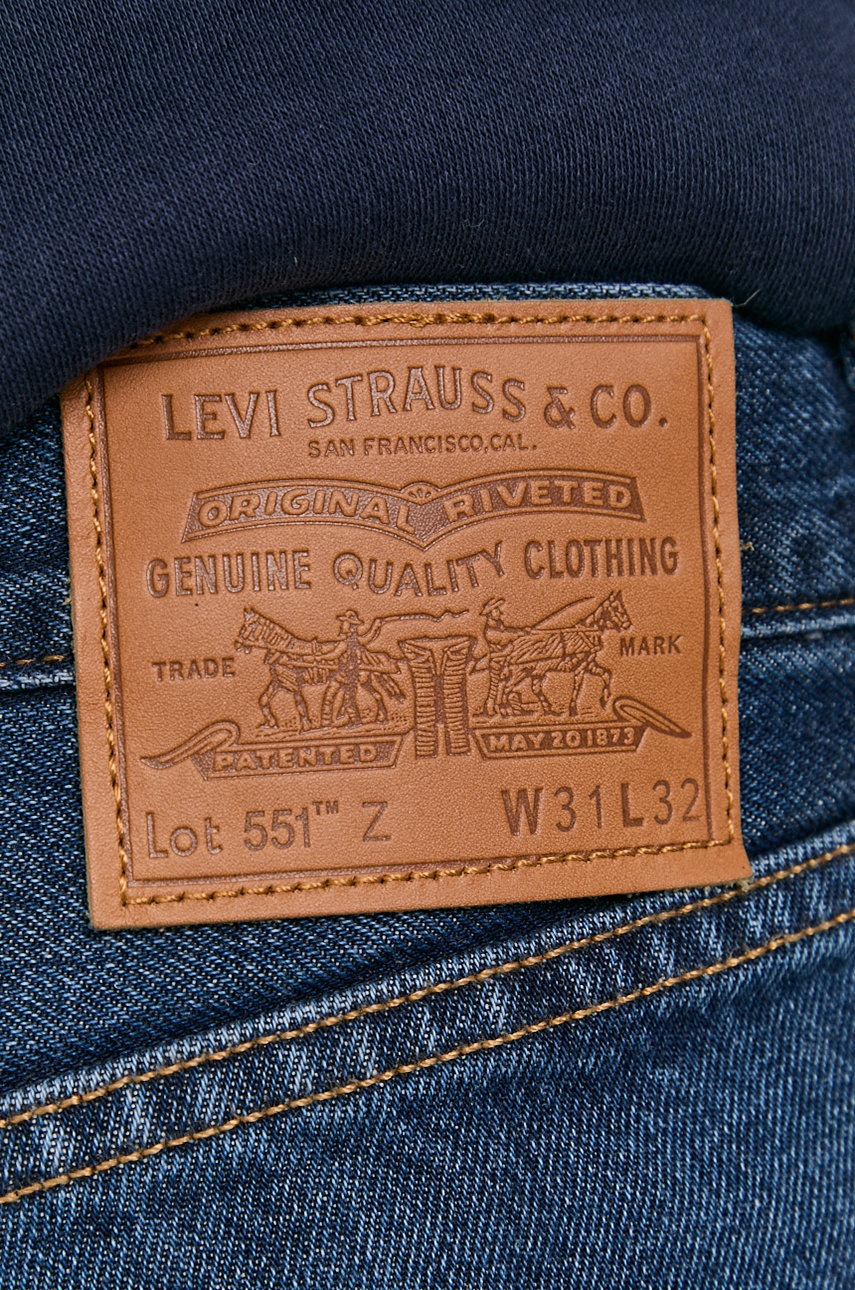 LEVI STRAUSS & CO.
SAN FRANCISCO, CAL.
ORIGINAL RIVETED
GENUINE QUALITY CLOTHING
TRADE MARK
PATENTED MAY 20 1873
Lot 551™ Z W31 L32